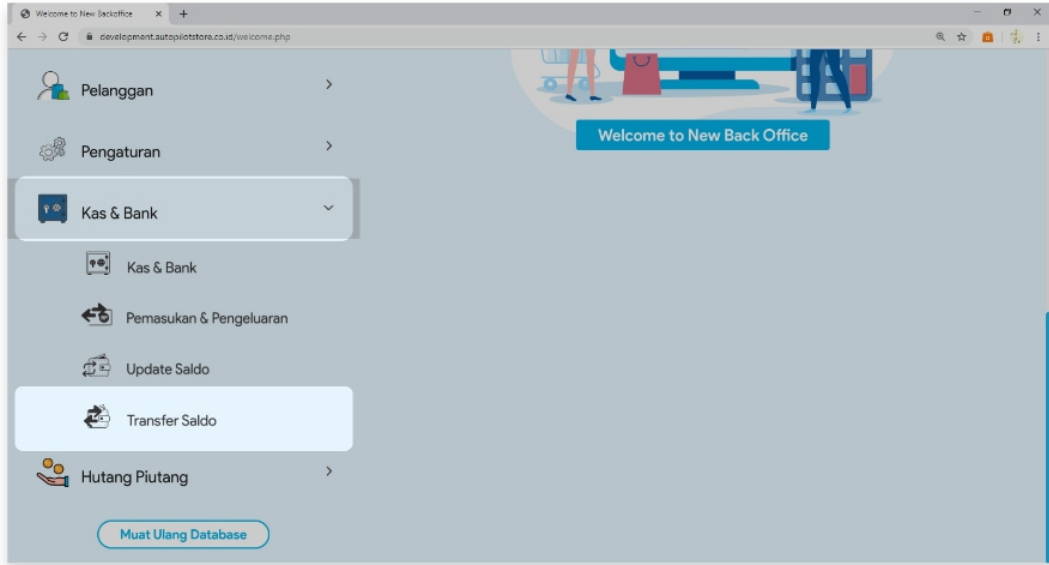 Welcome to New Backoffice
development.autopilotstore.co.id/welcome.php
Pelanggan
Welcome to New Back Office
Pengaturan
Kas & Bank
Kas & Bank
Pemasukan & Pengeluaran
Update Saldo
Transfer Saldo
Hutang Piutang
Muat Ulang Database